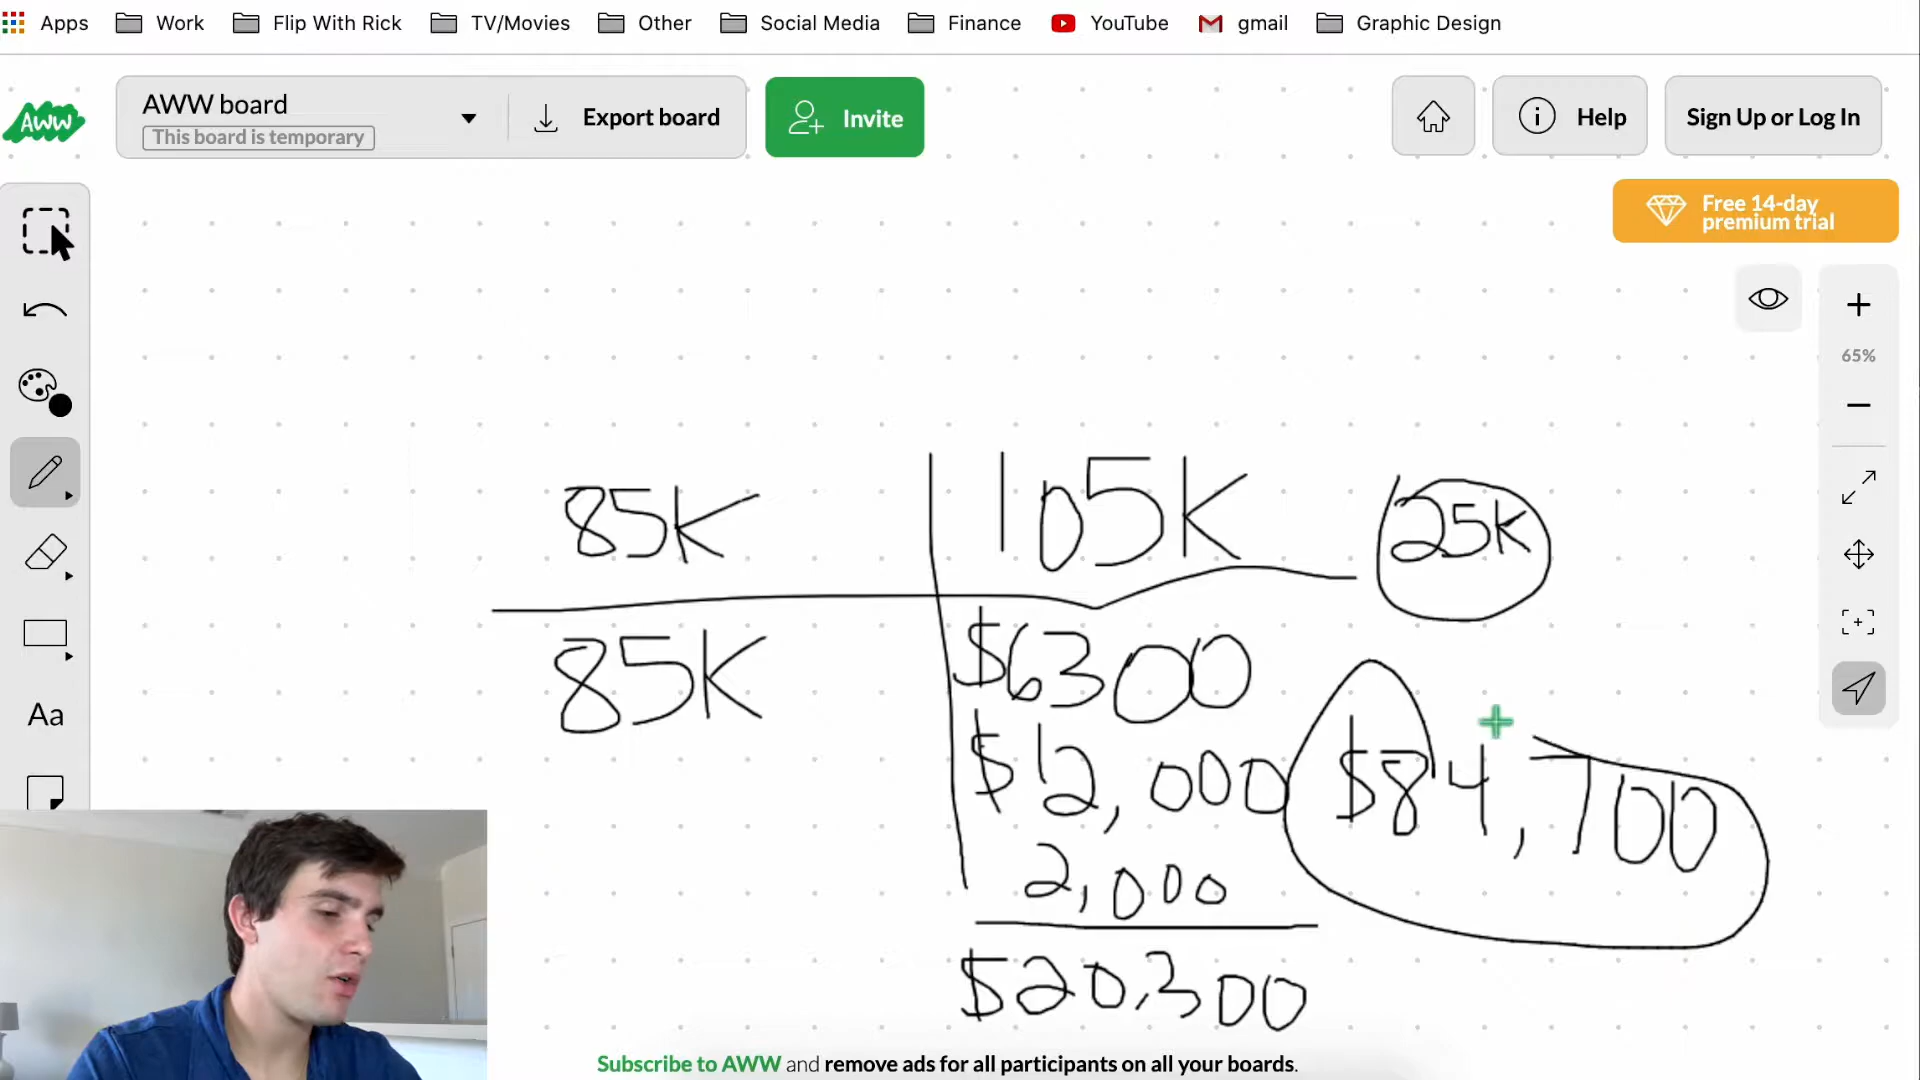 Apps Work Flip With Rick TV/Movies Other Social Media Finance YouTube gmail Graphic Design
AWW AWW board Export board Invite Help Sign Up or Log In
This board is temporary
Free 14-day
premium trial
65%
85K 105K 25K
85K $6300
$12,000 $84,700
Aa
2,000
$20,300
Subscribe to AWW and remove ads for all participants on all your boards.